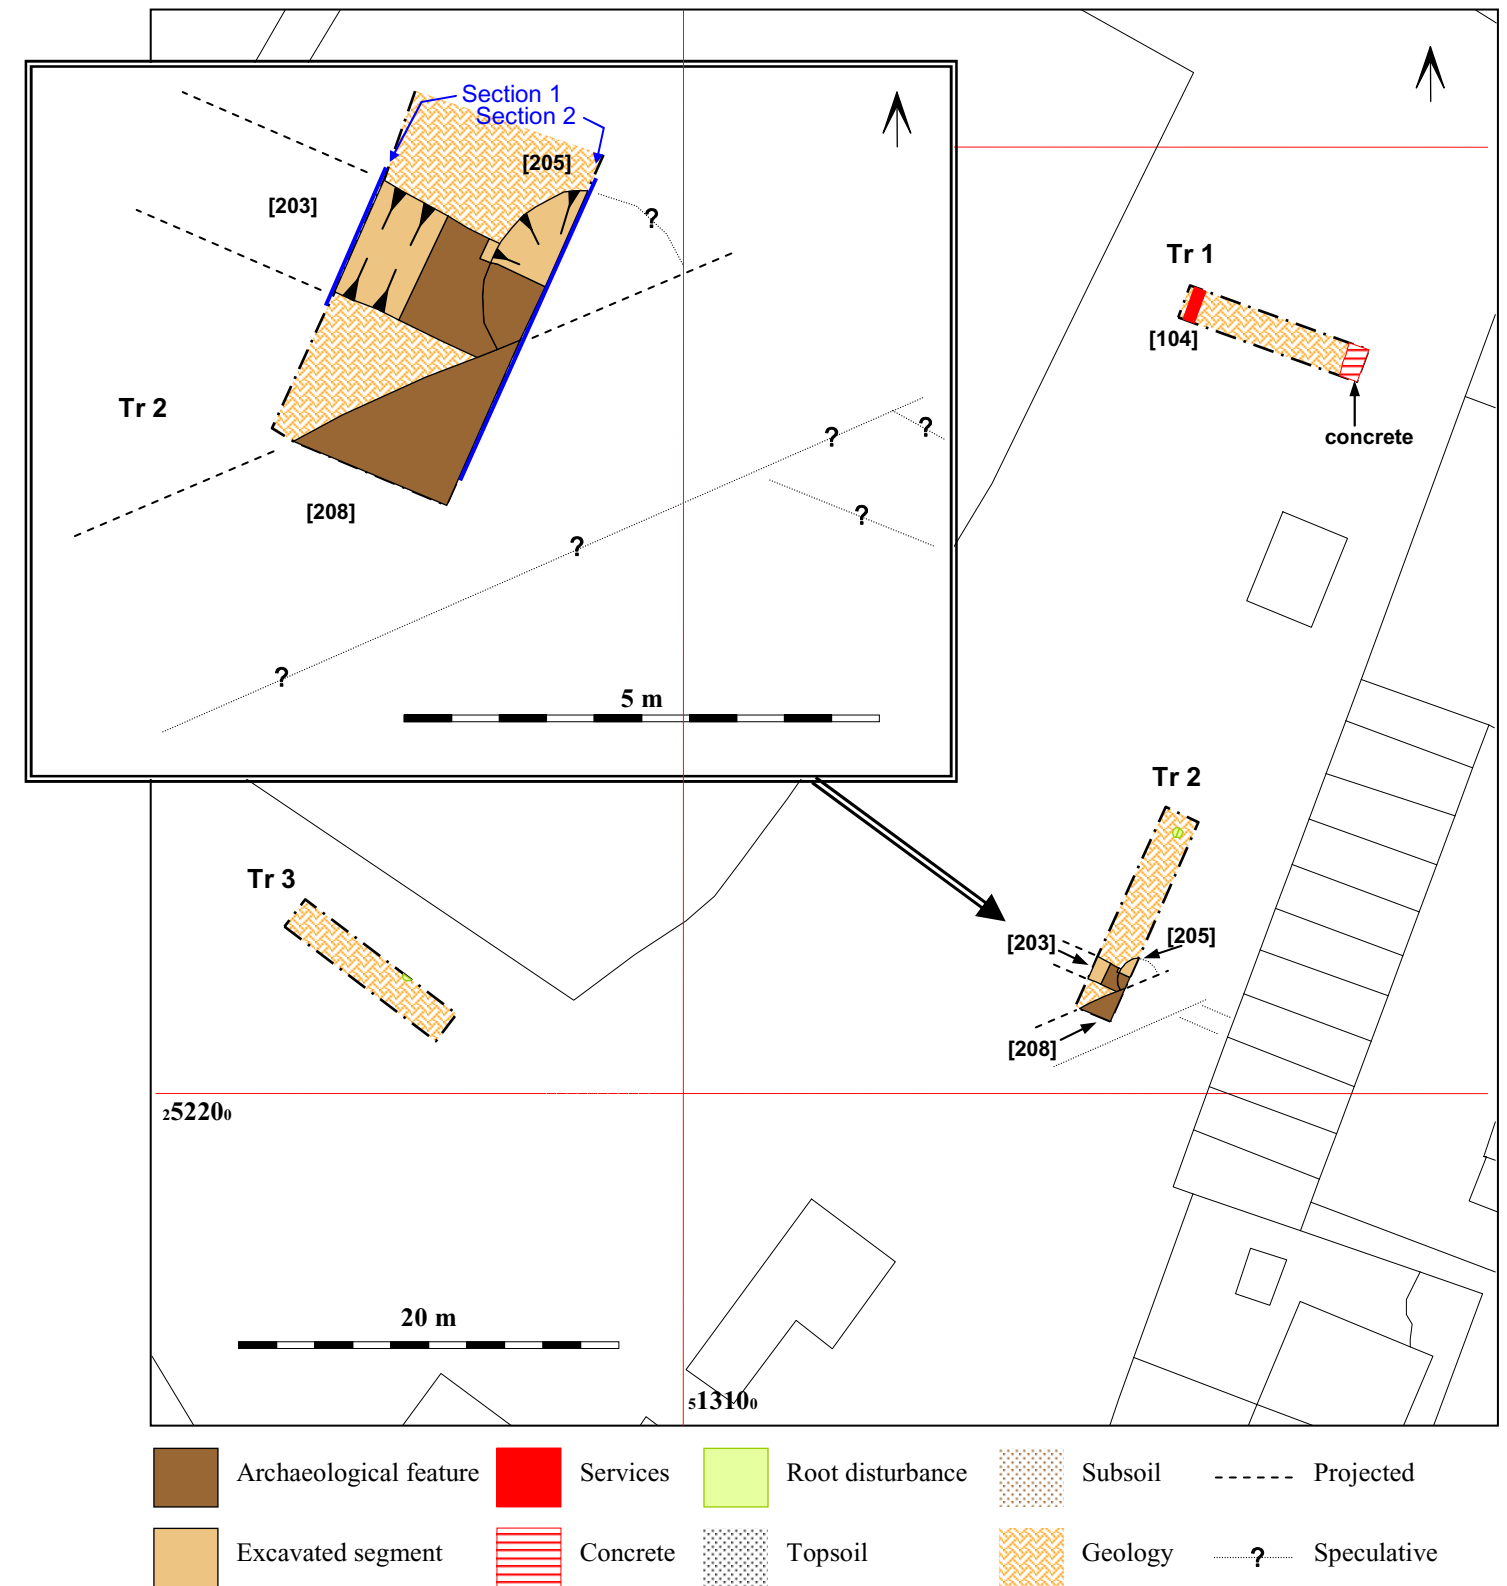 Section 1
Section 2
[205]
[203]
Tr 2
[208]
?
?
?
?
?
?
5 m
Tr 1
[104]
concrete
Tr 2
[203]
[205]
[208]
Tr 3
252200
20 m
513100
Archaeological feature
Services
Root disturbance
Subsoil
Projected
Excavated segment
Concrete
Topsoil
Geology
?
Speculative